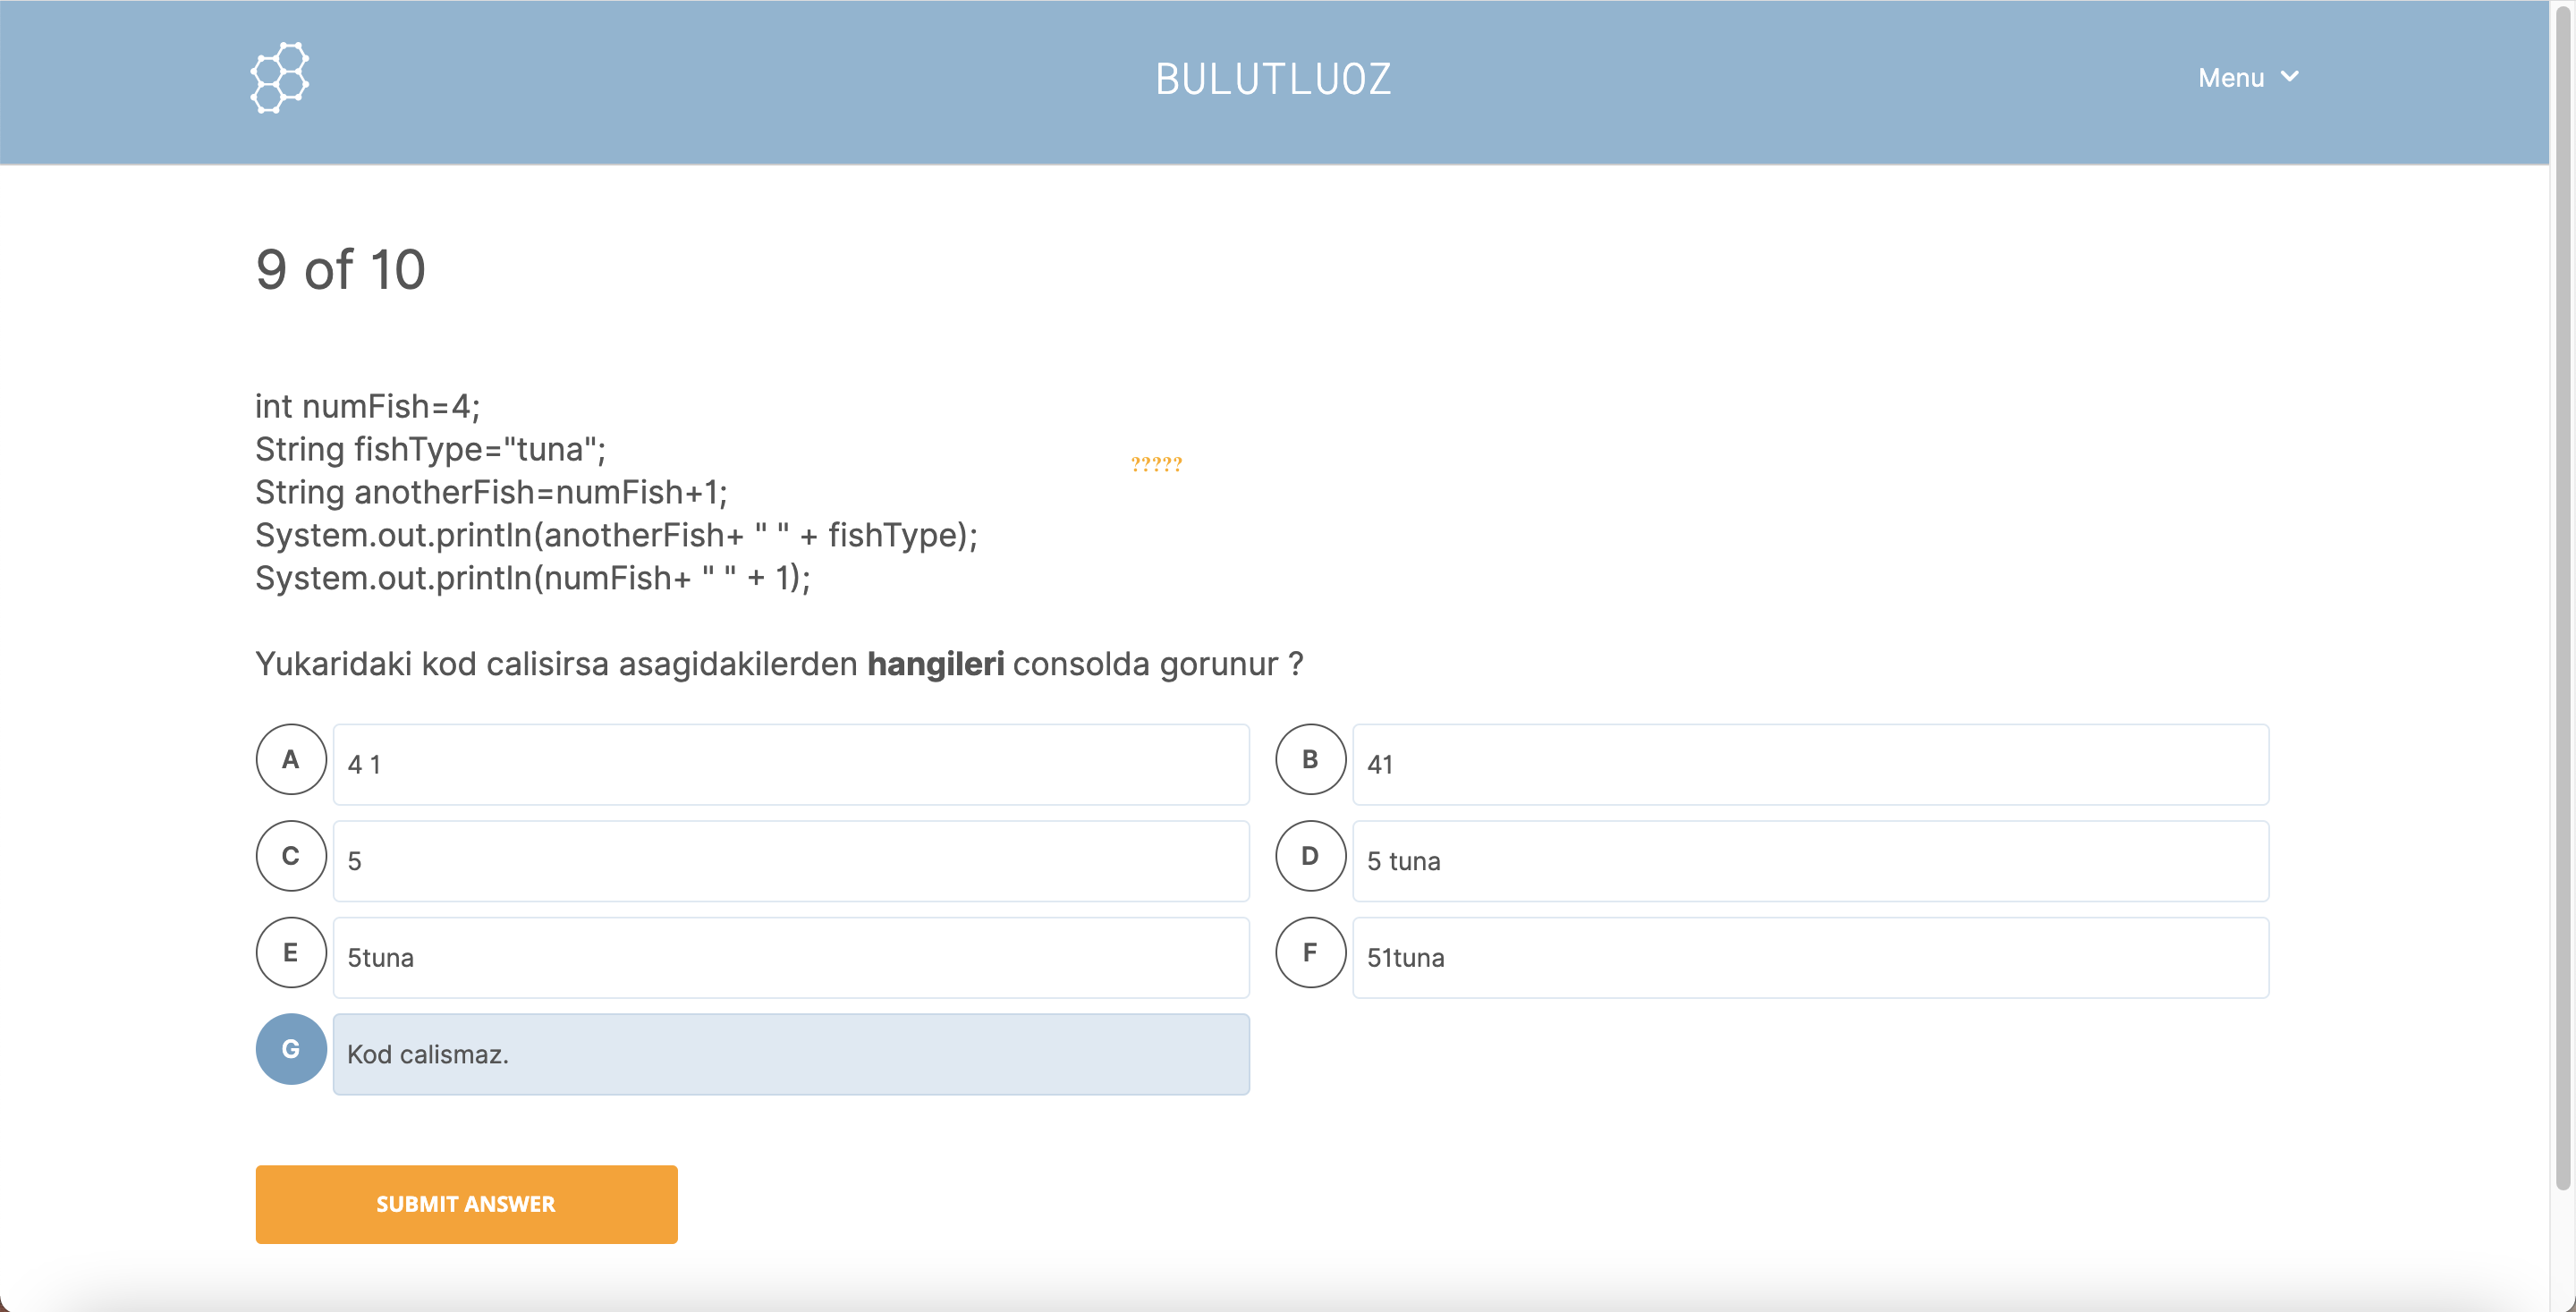 BULUTLUOZ
Menu
9 of 10
int numFish=4;
String fishType="tuna";
String anotherFish=numFish+1;
System.out.println(anotherFish+ " " + fishType);
System.out.println(numFish+ " " + 1);
?????
Yukaridaki kod calisirsa asagidakilerden hangileri consolda gorunur ?
A 4 1
B 41
C 5
D 5 tuna
E 5tuna
F 51tuna
G Kod calismaz.
SUBMIT ANSWER